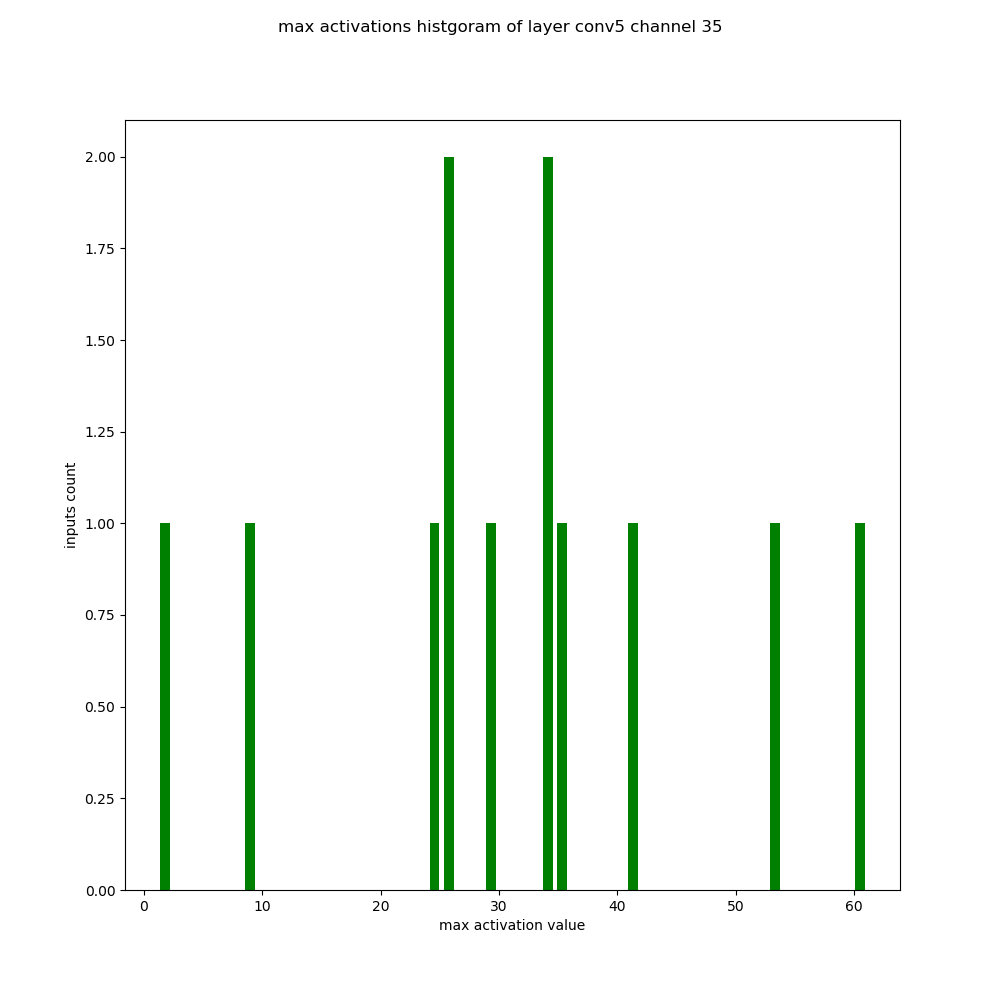 max activations histgoram of layer conv5 channel 35
2.00
1.75
1.50
1.25
1.00
0.75
0.50
0.25
0.00
inputs count
0 10 20 30 40 50 60
max activation value